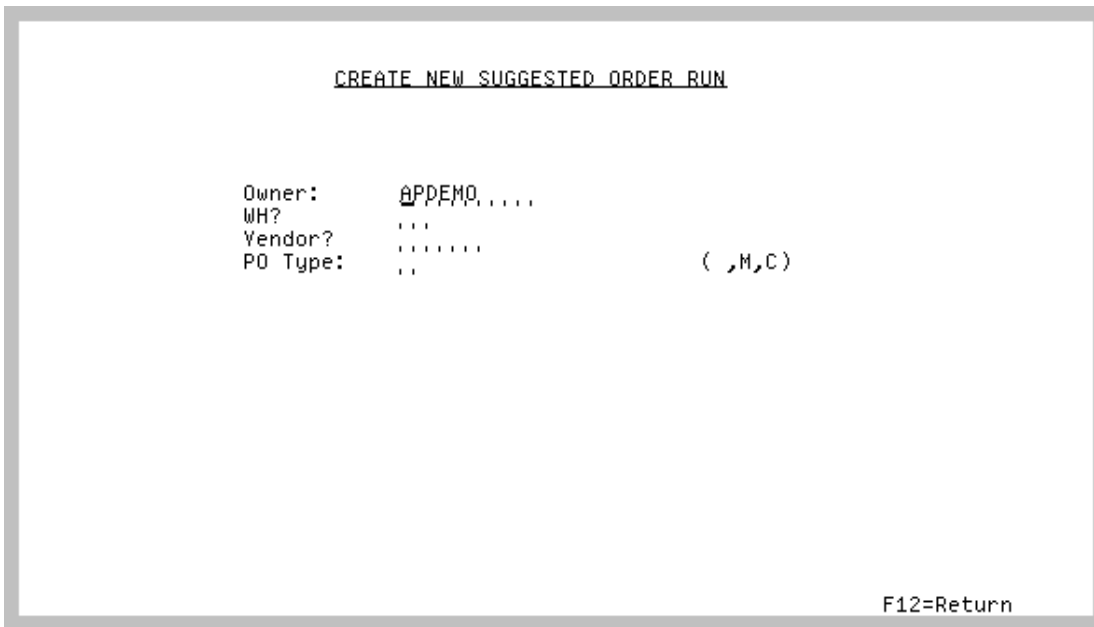 CREATE NEW SUGGESTED ORDER RUN
Owner: APDEMO
WH?
Vendor?
PO Type: ( ,M,C)
F12=Return